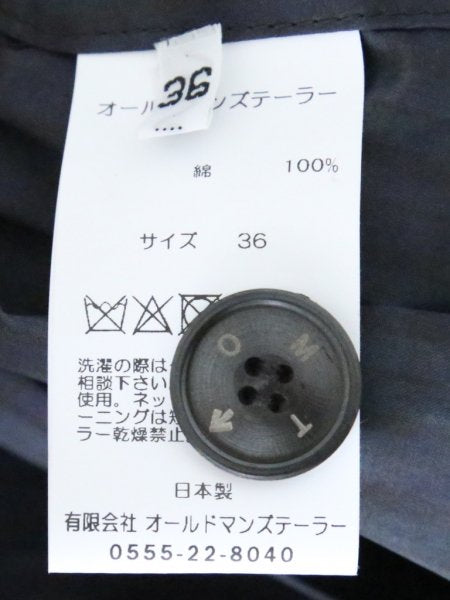 36
オールドマンズテーラー
綿 100%
サイズ 36
O M T
洗濯の際は
相談下さい
使用。ネッ
ーニングは
ラー乾燥禁止
日本製
有限会社 オールドマンズテーラー
0555-22-8040